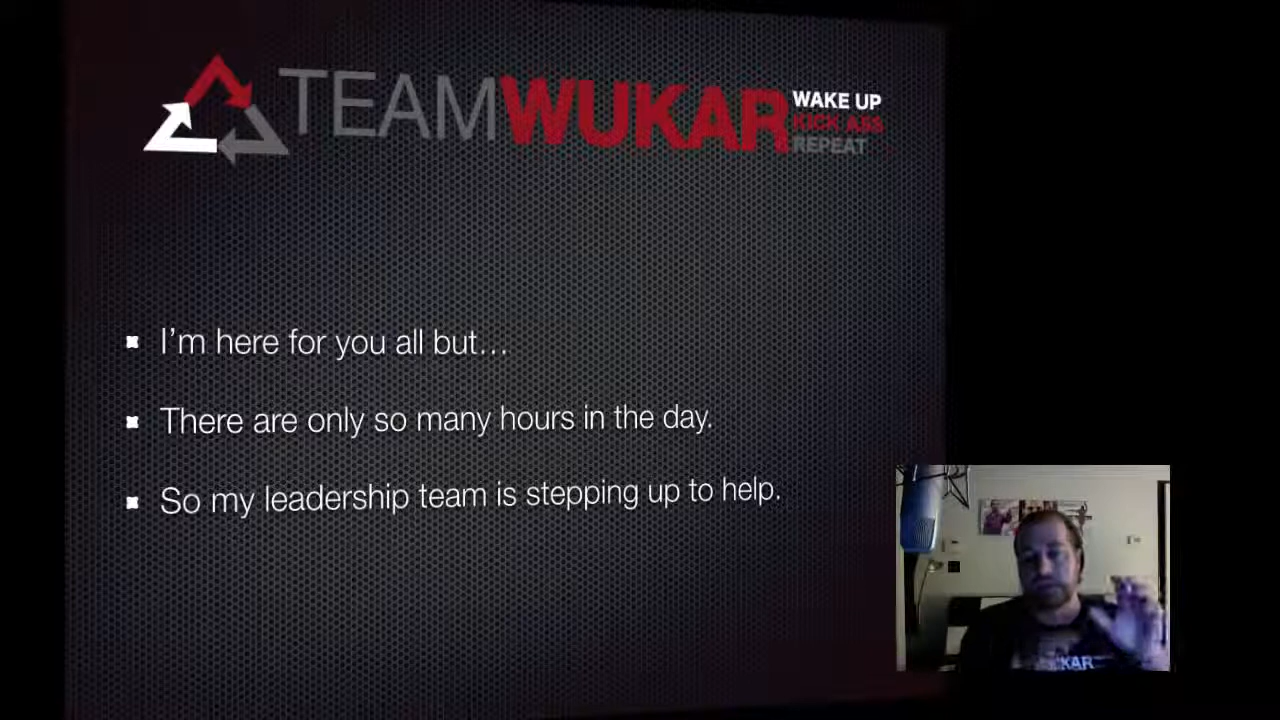 TEAMWUKAR
WAKE UP
KICK ASS
REPEAT
I'm here for you all but…
There are only so many hours in the day.
So my leadership team is stepping up to help.
KAR